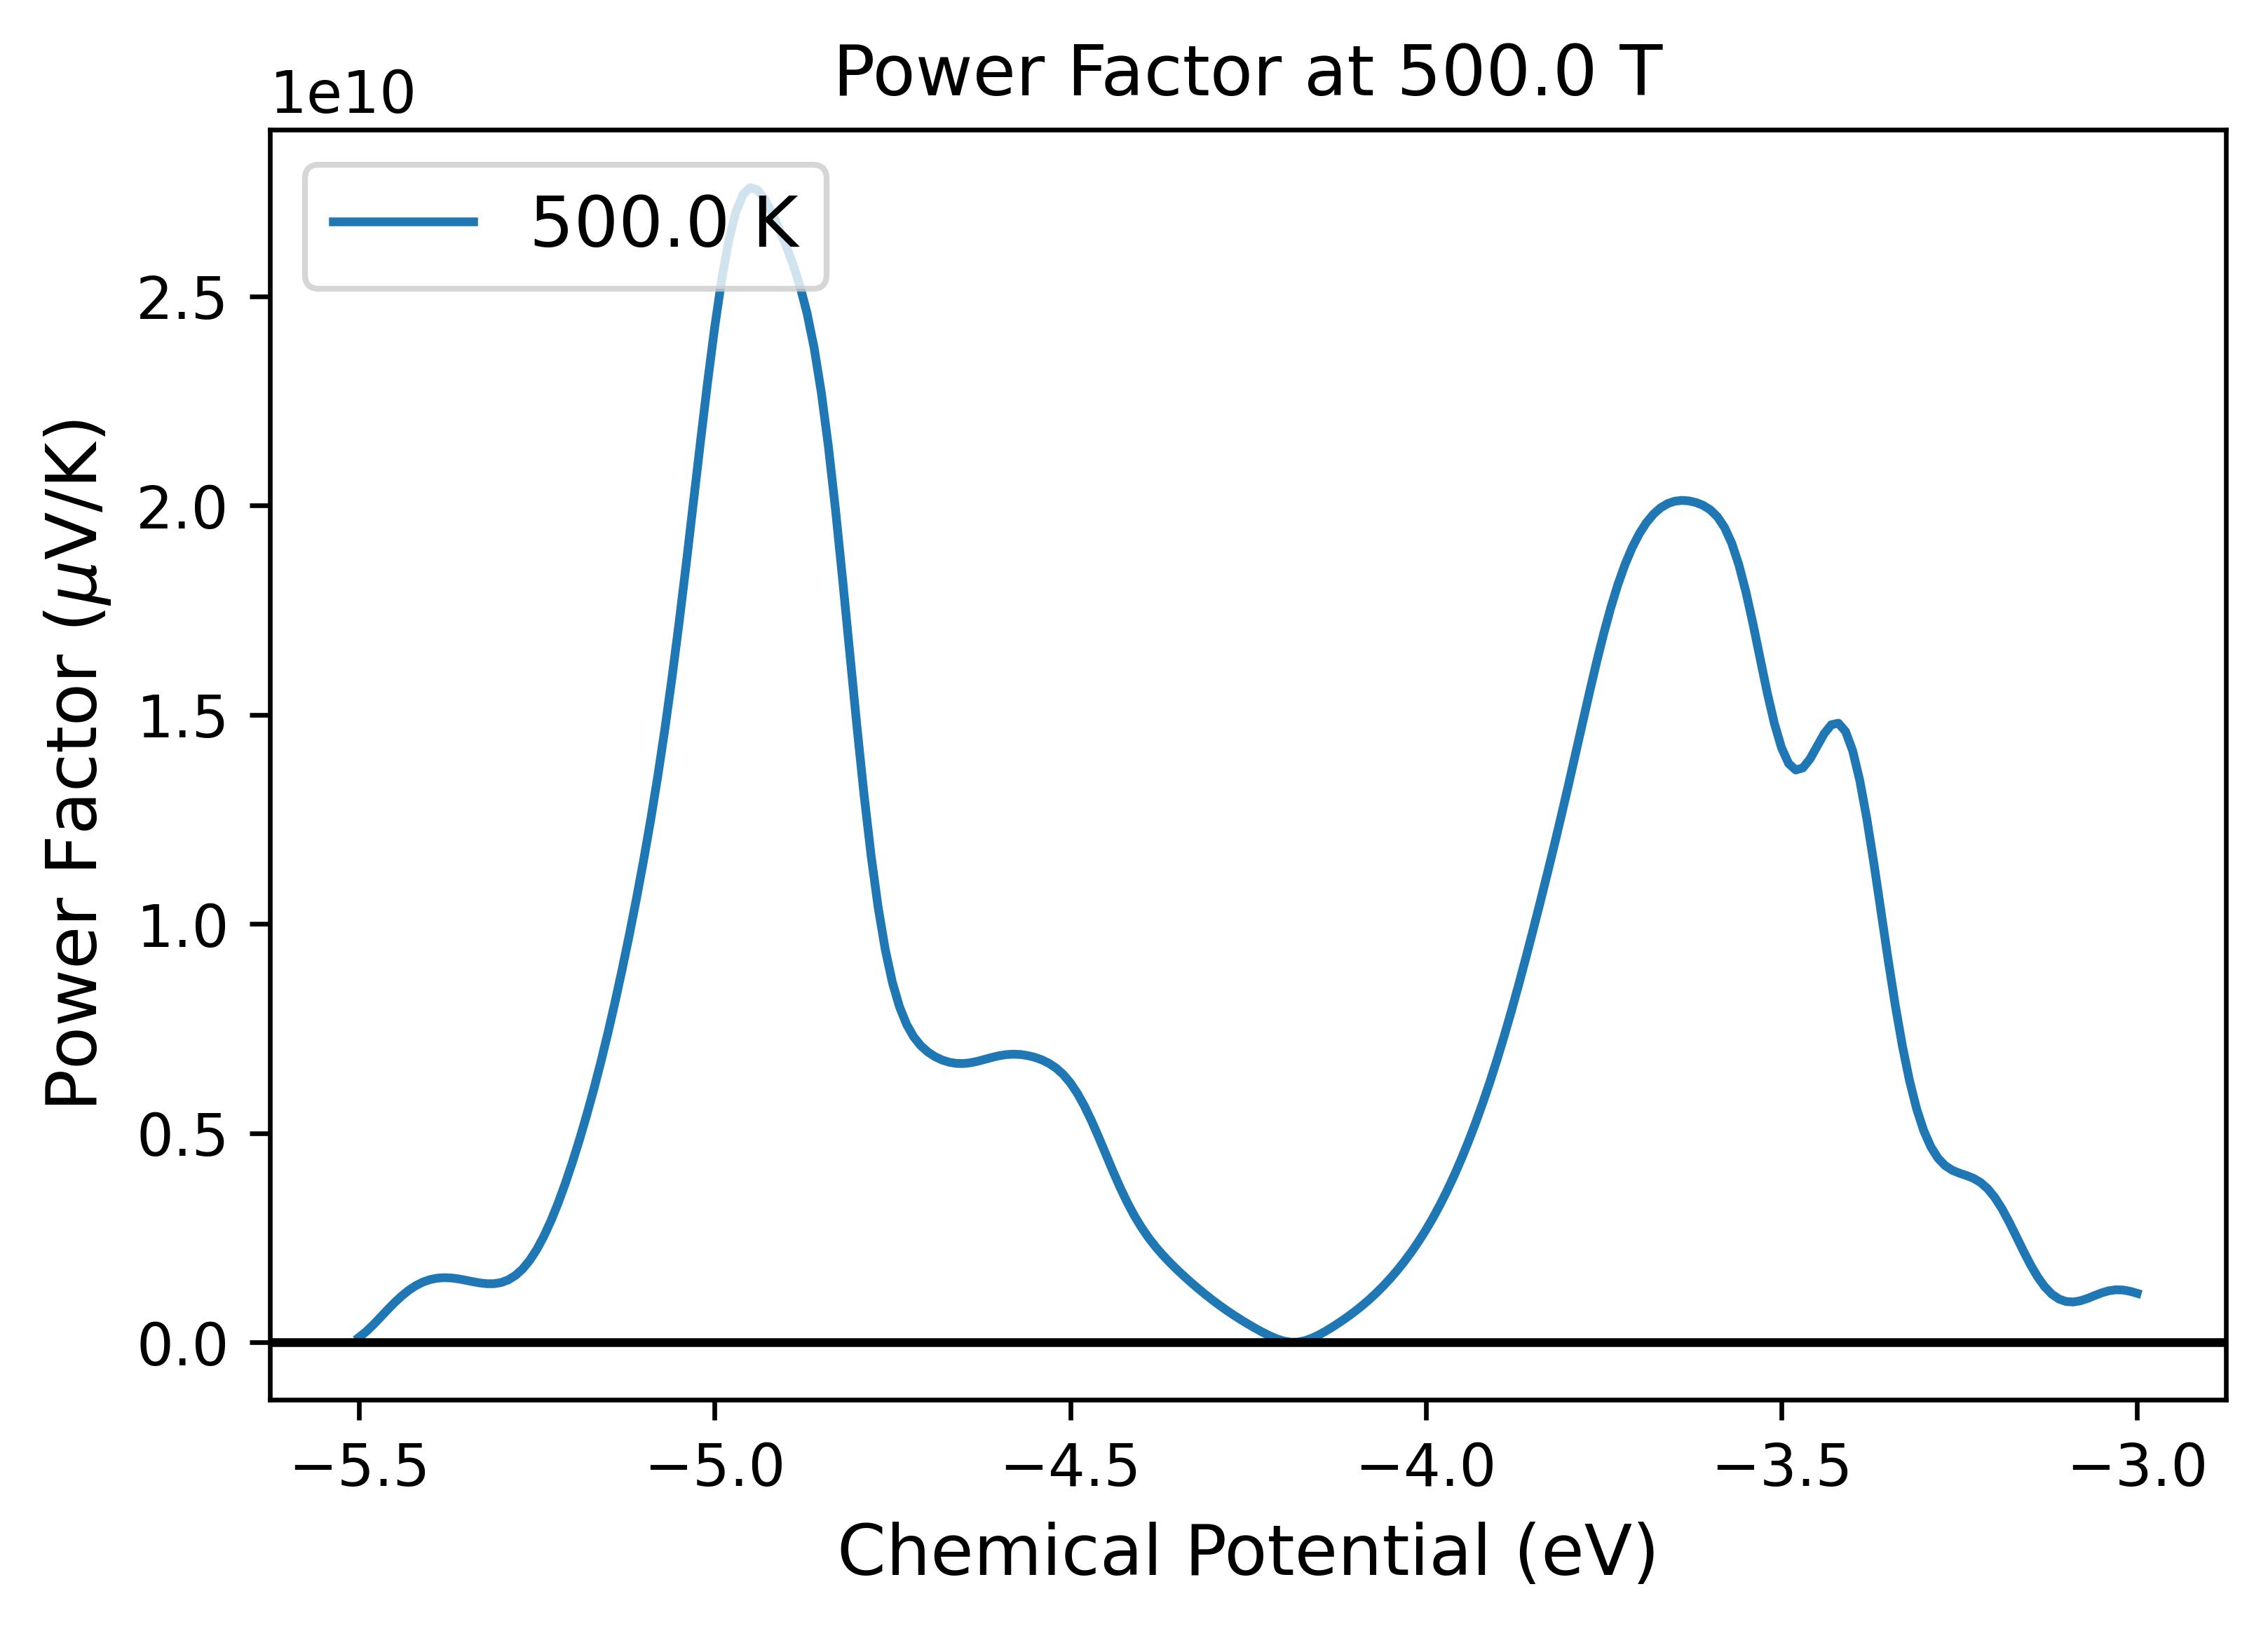 Power Factor at 500.0 T
1e10
500.0 K
Power Factor (μV/K)
2.5
2.0
1.5
1.0
0.5
0.0
−5.5 −5.0 −4.5 −4.0 −3.5 −3.0
Chemical Potential (eV)